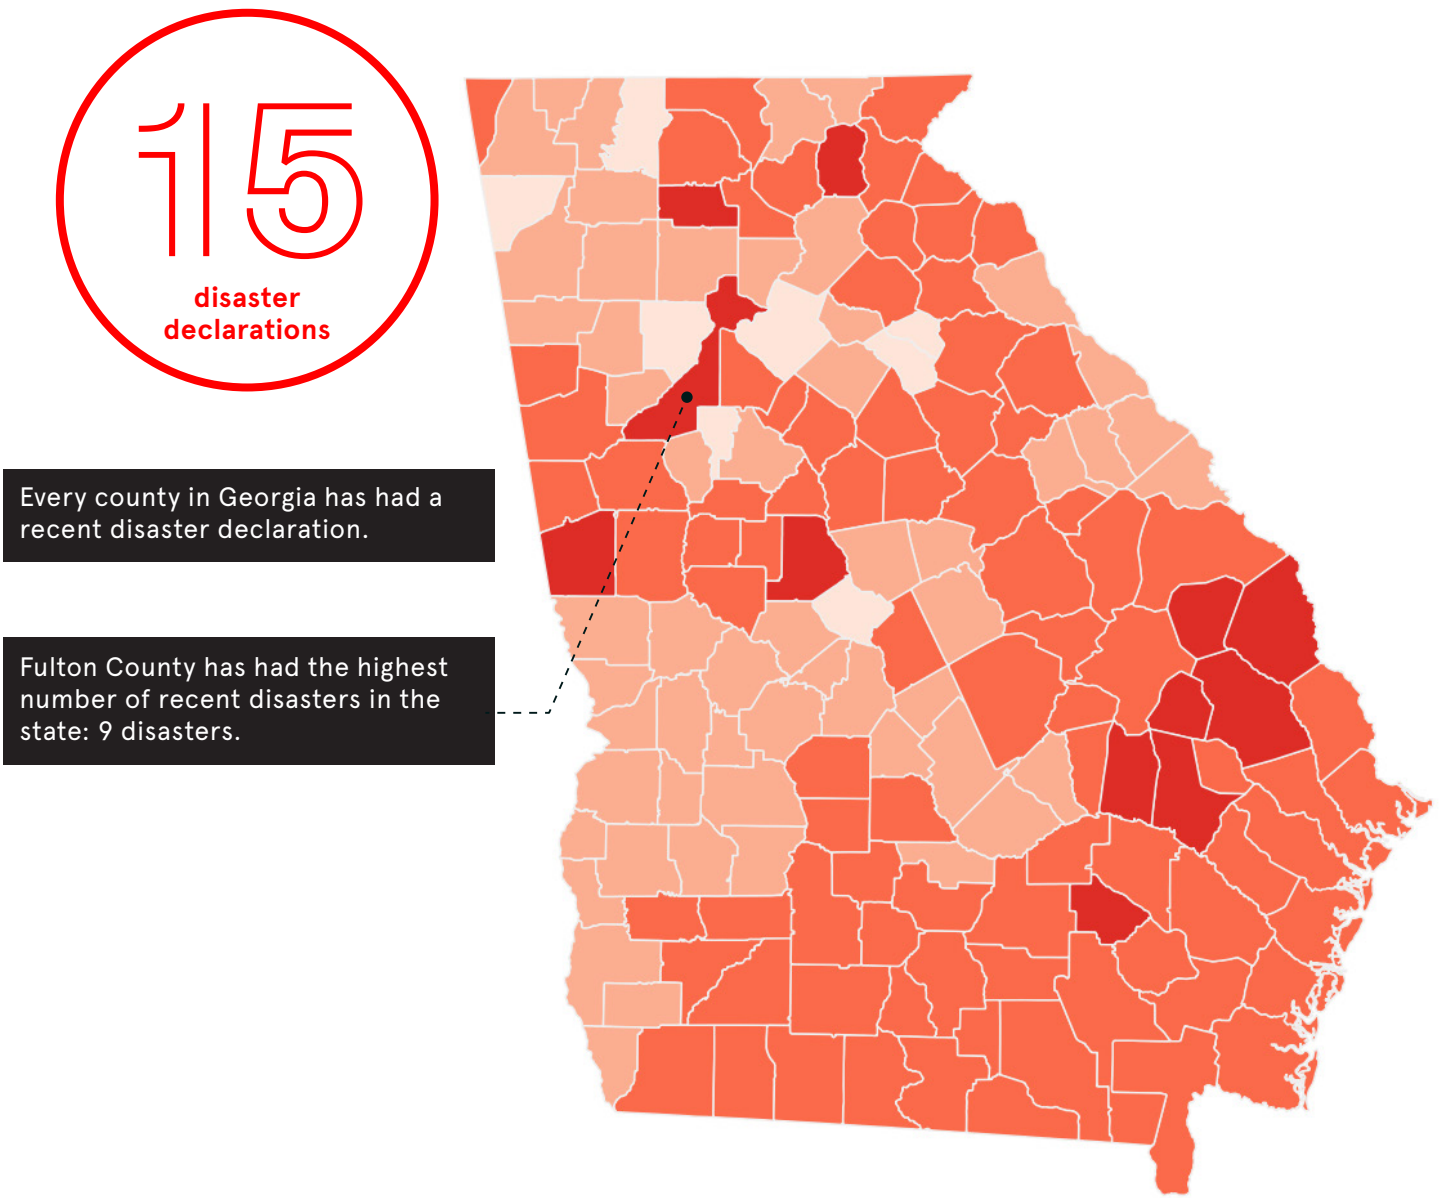 15
disaster
declarations
Every county in Georgia has had a
recent disaster declaration.
Fulton County has had the highest
number of recent disasters in the
state: 9 disasters.